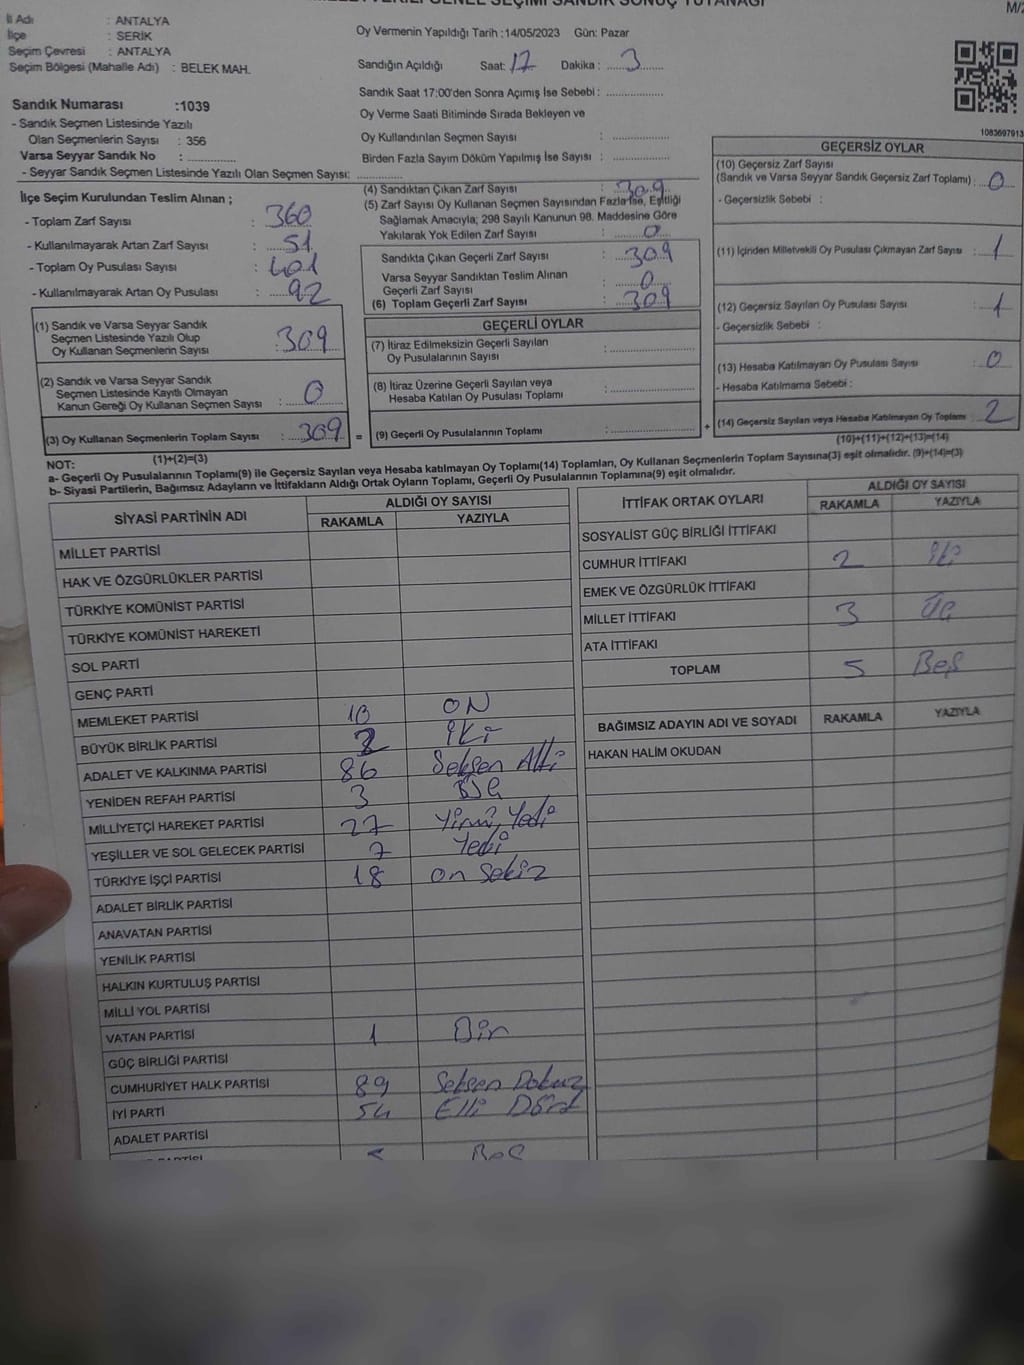 MİLLETVEKİLİ GENEL SEÇİMİ SANDIK SONUÇ TUTANAĞI
M/2
İl Adı : ANTALYA
İlçe : SERİK
Seçim Çevresi : ANTALYA
Seçim Bölgesi (Mahalle Adı) : BELEK MAH.
Oy Vermenin Yapıldığı Tarih :14/05/2023 Gün: Pazar
Sandığın Açıldığı Saat: 17 Dakika : 3
Sandık Saat 17:00'den Sonra Açımış İse Sebebi :
Oy Verme Saati Bitiminde Sırada Bekleyen ve
Oy Kullandırılan Seçmen Sayısı :
Birden Fazla Sayım Döküm Yapılmış İse Sayısı :
1083697913
Sandık Numarası :1039
- Sandık Seçmen Listesinde Yazılı
Olan Seçmenlerin Sayısı : 356
Varsa Seyyar Sandık No :
- Seyyar Sandık Seçmen Listesinde Yazılı Olan Seçmen Sayısı:
İlçe Seçim Kurulundan Teslim Alınan ;
- Toplam Zarf Sayısı : 360
- Kullanılmayarak Artan Zarf Sayısı : 51
- Toplam Oy Pusulası Sayısı : 401
- Kullanılmayarak Artan Oy Pusulası : 92
(1) Sandık ve Varsa Seyyar Sandık
Seçmen Listesinde Yazılı Olup
Oy Kullanan Seçmenlerin Sayısı : 309
(2) Sandık ve Varsa Seyyar Sandık
Seçmen Listesinde Kayıtlı Olmayan
Kanun Gereği Oy Kullanan Seçmen Sayısı : 0
(3) Oy Kullanan Seçmenlerin Toplam Sayısı : 309 =
(1)+(2)=(3)
(4) Sandıktan Çıkan Zarf Sayısı : 309
(5) Zarf Sayısı Oy Kullanan Seçmen Sayısından Fazla İse, Eşitliği
Sağlamak Amacıyla; 298 Sayılı Kanunun 98. Maddesine Göre
Yakılarak Yok Edilen Zarf Sayısı : 0
Sandıkta Çıkan Geçerli Zarf Sayısı : 309
Varsa Seyyar Sandıktan Teslim Alınan
Geçerli Zarf Sayısı : 0
(6) Toplam Geçerli Zarf Sayısı : 309
GEÇERLİ OYLAR
(7) İtiraz Edilmeksizin Geçerli Sayılan
Oy Pusulalarının Sayısı :
(8) İtiraz Üzerine Geçerli Sayılan veya
Hesaba Katılan Oy Pusulası Toplamı :
(9) Geçerli Oy Pusulalarının Toplamı : +
GEÇERSİZ OYLAR
(10) Geçersiz Zarf Sayısı
(Sandık ve Varsa Seyyar Sandık Geçersiz Zarf Toplamı) : 0
- Geçersizlik Sebebi :
(11) İçinden Milletvekili Oy Pusulası Çıkmayan Zarf Sayısı : 1
(12) Geçersiz Sayılan Oy Pusulası Sayısı : 1
- Geçersizlik Sebebi :
(13) Hesaba Katılmayan Oy Pusulası Sayısı : 0
- Hesaba Katılmama Sebebi :
(14) Geçersiz Sayılan veya Hesaba Katılmayan Oy Toplamı : 2
(10)+(11)+(12)+(13)=(14)
NOT:
a- Geçerli Oy Pusulalarının Toplamı(9) ile Geçersiz Sayılan veya Hesaba katılmayan Oy Toplamı(14) Toplamları, Oy Kullanan Seçmenlerin Toplam Sayısına(3) eşit olmalıdır. (9)+(14)=(3)
b- Siyasi Partilerin, Bağımsız Adayların ve İttifakların Aldığı Ortak Oyların Toplamı, Geçerli Oy Pusulalarının Toplamına(9) eşit olmalıdır.
SİYASİ PARTİNİN ADI ALDIĞI OY SAYISI
RAKAMLA YAZIYLA
MİLLET PARTİSİ
HAK VE ÖZGÜRLÜKLER PARTİSİ
TÜRKİYE KOMÜNİST PARTİSİ
TÜRKİYE KOMÜNİST HAREKETİ
SOL PARTİ
GENÇ PARTİ
MEMLEKET PARTİSİ 10 ON
BÜYÜK BİRLİK PARTİSİ 2 iki
ADALET VE KALKINMA PARTİSİ 86 Seksen Altı
YENİDEN REFAH PARTİSİ 3
MİLLİYETÇİ HAREKET PARTİSİ 27 Yirmi Yedi
YEŞİLLER VE SOL GELECEK PARTİSİ 7 Yedi
TÜRKİYE İŞÇİ PARTİSİ 18 on sekiz
ADALET BİRLİK PARTİSİ
ANAVATAN PARTİSİ
YENİLİK PARTİSİ
HALKIN KURTULUŞ PARTİSİ
MİLLİ YOL PARTİSİ
VATAN PARTİSİ 1 Bir
GÜÇ BİRLİĞİ PARTİSİ
CUMHURİYET HALK PARTİSİ 89 Seksen Dokuz
İYİ PARTİ 54 Elli Dört
ADALET PARTİSİ
5 Beş
İTTİFAK ORTAK OYLARI ALDIĞI OY SAYISI
RAKAMLA YAZIYLA
SOSYALİST GÜÇ BİRLİĞİ İTTİFAKI
CUMHUR İTTİFAKI 2 iki
EMEK VE ÖZGÜRLÜK İTTİFAKI
MİLLET İTTİFAKI 3 Üç
ATA İTTİFAKI
TOPLAM 5 Beş
BAĞIMSIZ ADAYIN ADI VE SOYADI RAKAMLA YAZIYLA
HAKAN HALİM OKUDAN